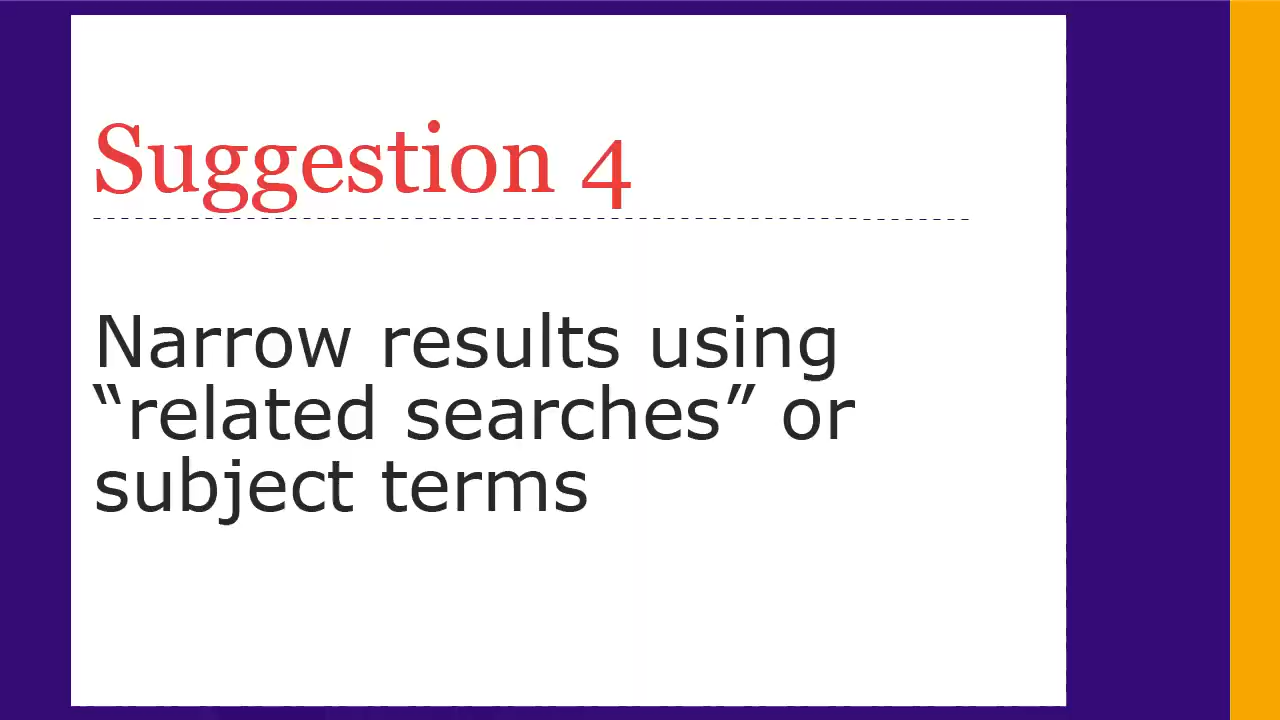 Suggestion 4
Narrow results using
“related searches” or
subject terms